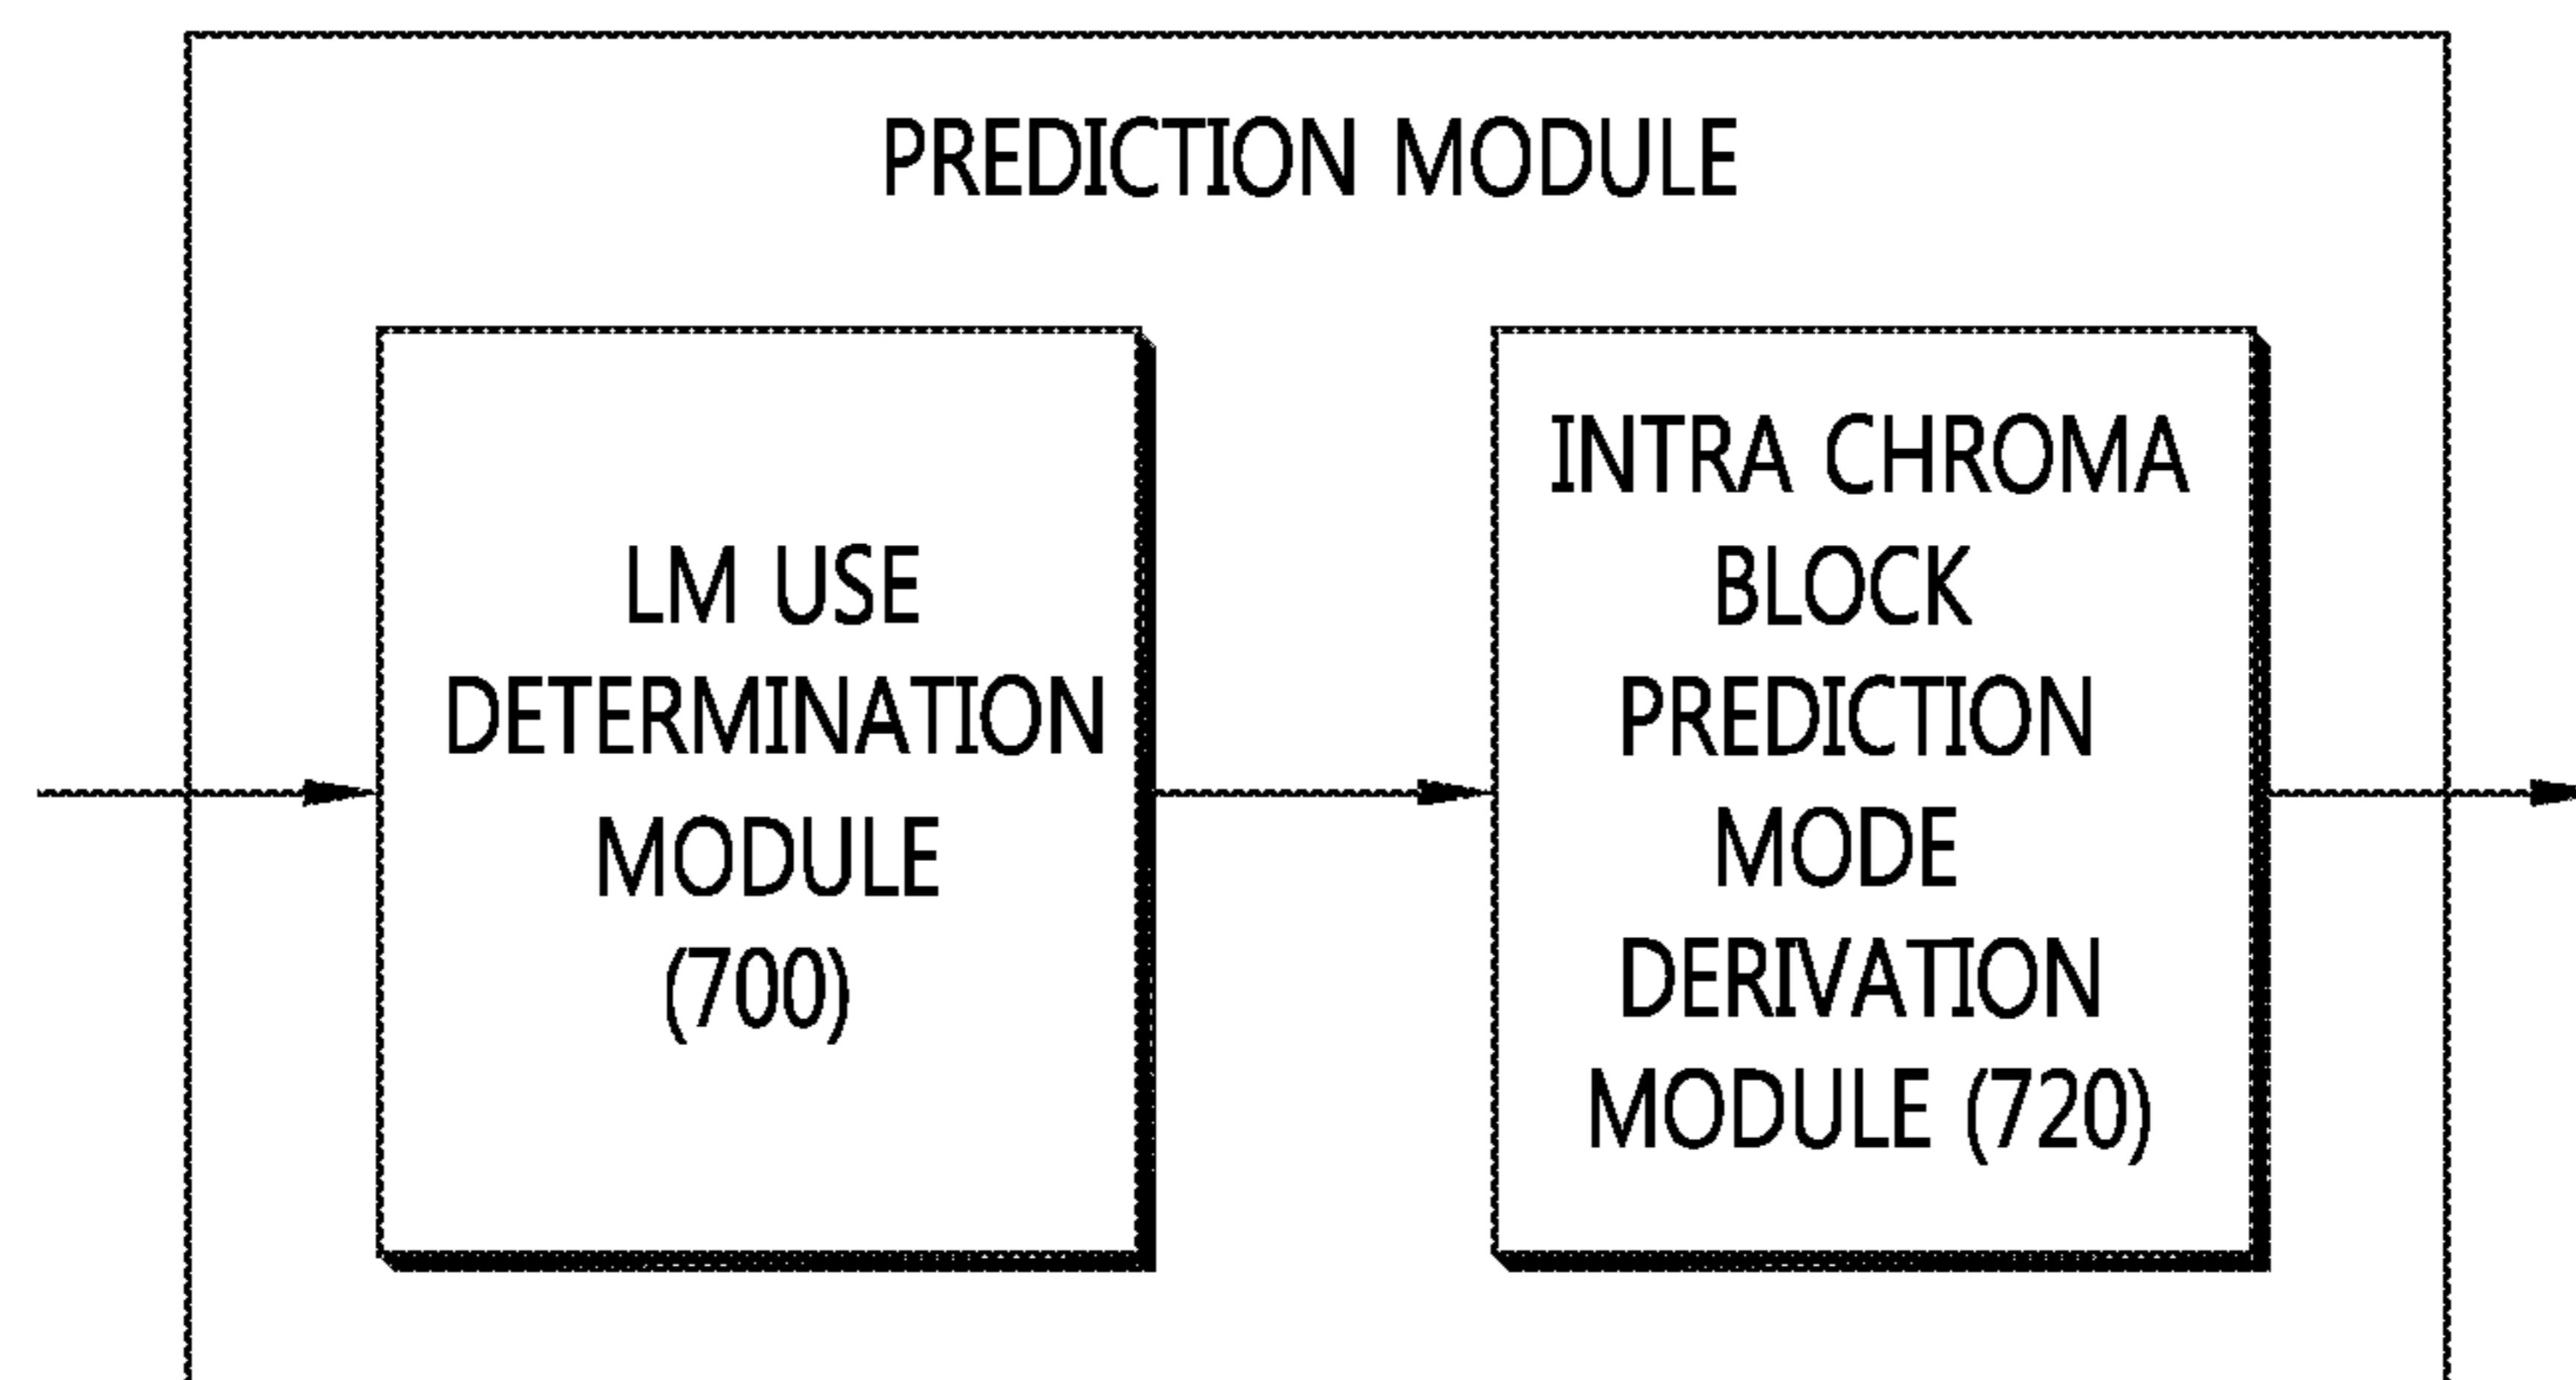 PREDICTION MODULE
LM USE
DETERMINATION
MODULE
(700)
INTRA CHROMA
BLOCK
PREDICTION
MODE
DERIVATION
MODULE (720)